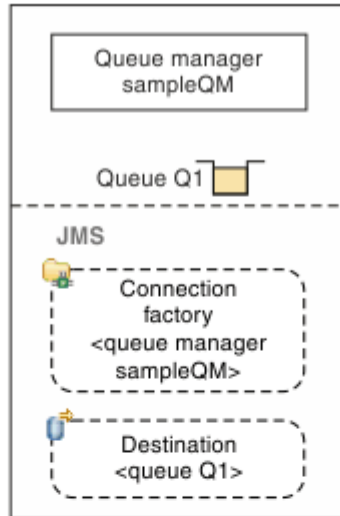 Queue manager
sampleQM
Queue Q1
JMS
Connection
factory
<queue manager
sampleQM>
Destination
<queue Q1>